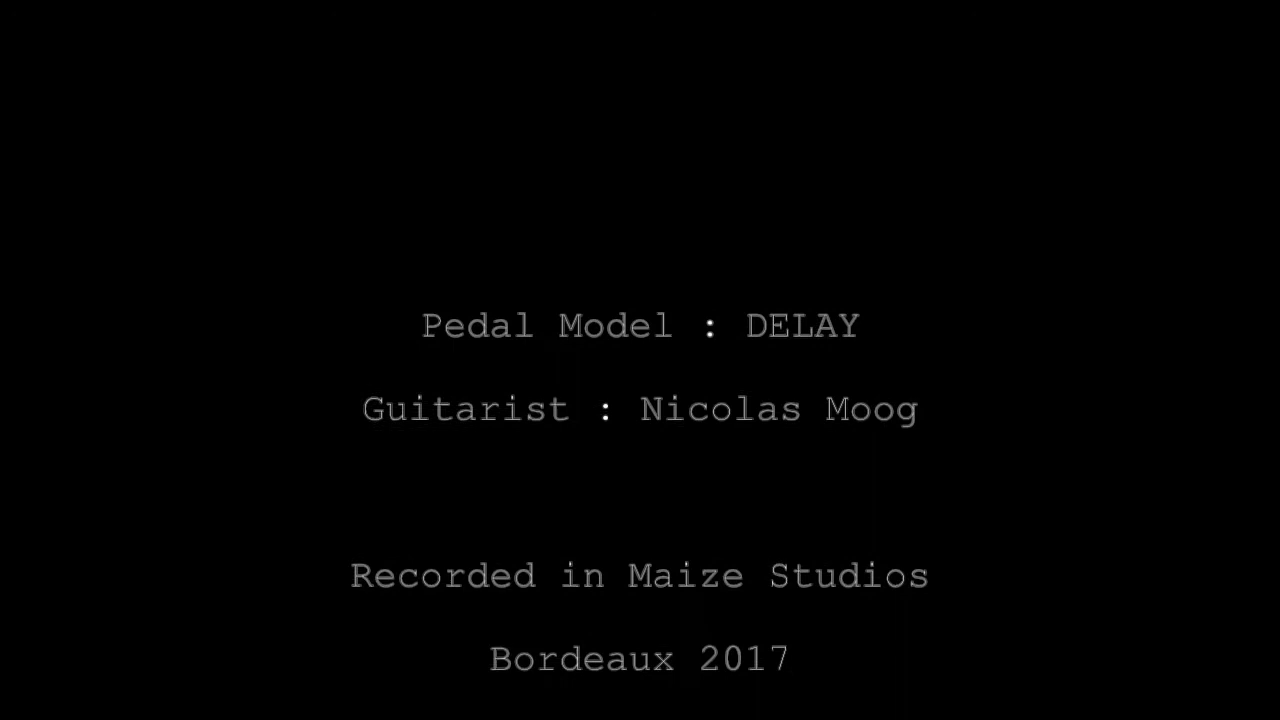 Pedal Model : DELAY
Guitarist : Nicolas Moog
Recorded in Maize Studios
Bordeaux 2017